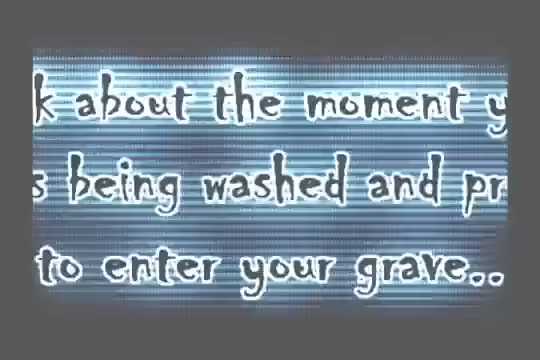 k about the moment y
s being washed and pr
to enter your grave..